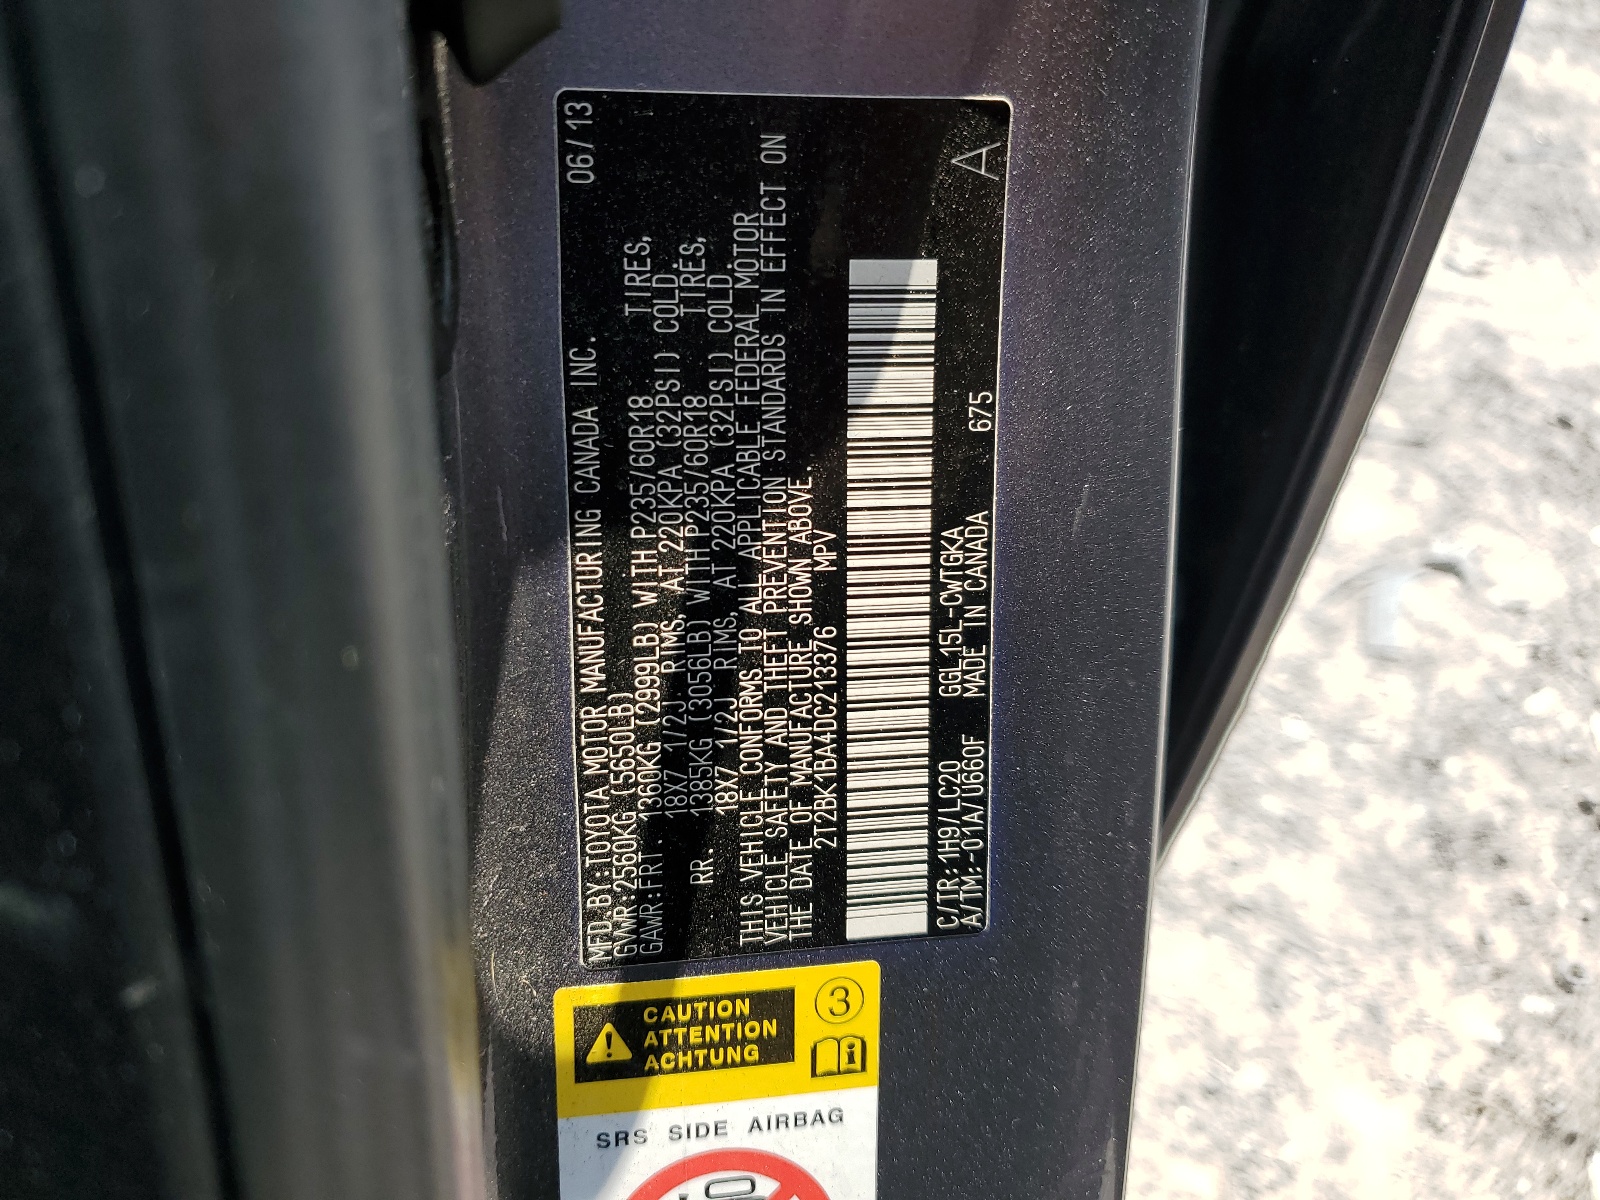 MFD.BY:TOYOTA MOTOR MANUFACTURING CANADA INC. 06/13
GVWR:2560KG(5650LB)
GAWR:FRT. 1360KG (2999LB) WITH P235/60R18 TIRES,
18X7 1/2J RIMS, AT 220KPA(32PSI) COLD.
RR. 1385KG (3056LB) WITH P235/60R18 TIRES,
18X7 1/2J RIMS, AT 220KPA(32PSI) COLD.
THIS VEHICLE CONFORMS TO ALL APPLICABLE FEDERAL MOTOR
VEHICLE SAFETY AND THEFT PREVENTION STANDARDS IN EFFECT ON
THE DATE OF MANUFACTURE SHOWN ABOVE.
2T2BK1BA4DC213376 MPV
C/TR:1H9/LC20 GGL15L-CWTGKA
A/TM:-01A/U660F MADE IN CANADA 675 A
CAUTION
ATTENTION
ACHTUNG
3
SRS SIDE AIRBAG